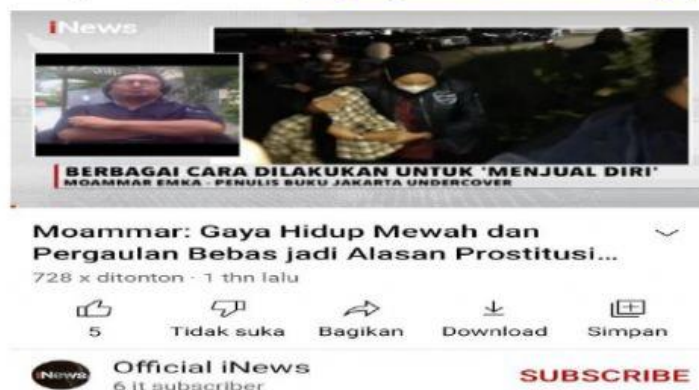 iNews
BERBAGAI CARA DILAKUKAN UNTUK 'MENJUAL DIRI'
MOAMMAR EMKA - PENULIS BUKU JAKARTA UNDERCOVER
Moammar: Gaya Hidup Mewah dan
Pergaulan Bebas jadi Alasan Prostitusi...
728 x ditonton · 1 thn lalu
5 Tidak suka Bagikan Download Simpan
iNews Official iNews SUBSCRIBE
6 jt subscriber